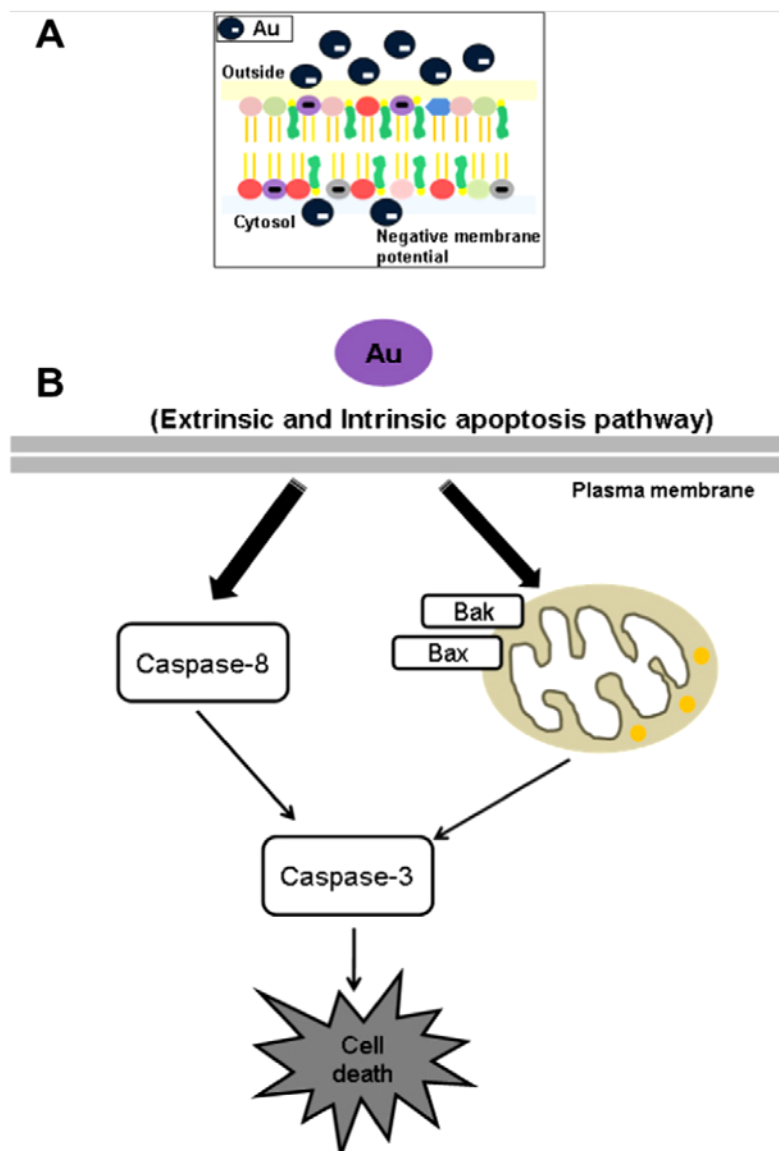 A
Au
Outside
Cytosol
Negative membrane
potential
Au
B
(Extrinsic and Intrinsic apoptosis pathway)
Plasma membrane
Bak
Bax
Caspase-8
Caspase-3
Cell
death